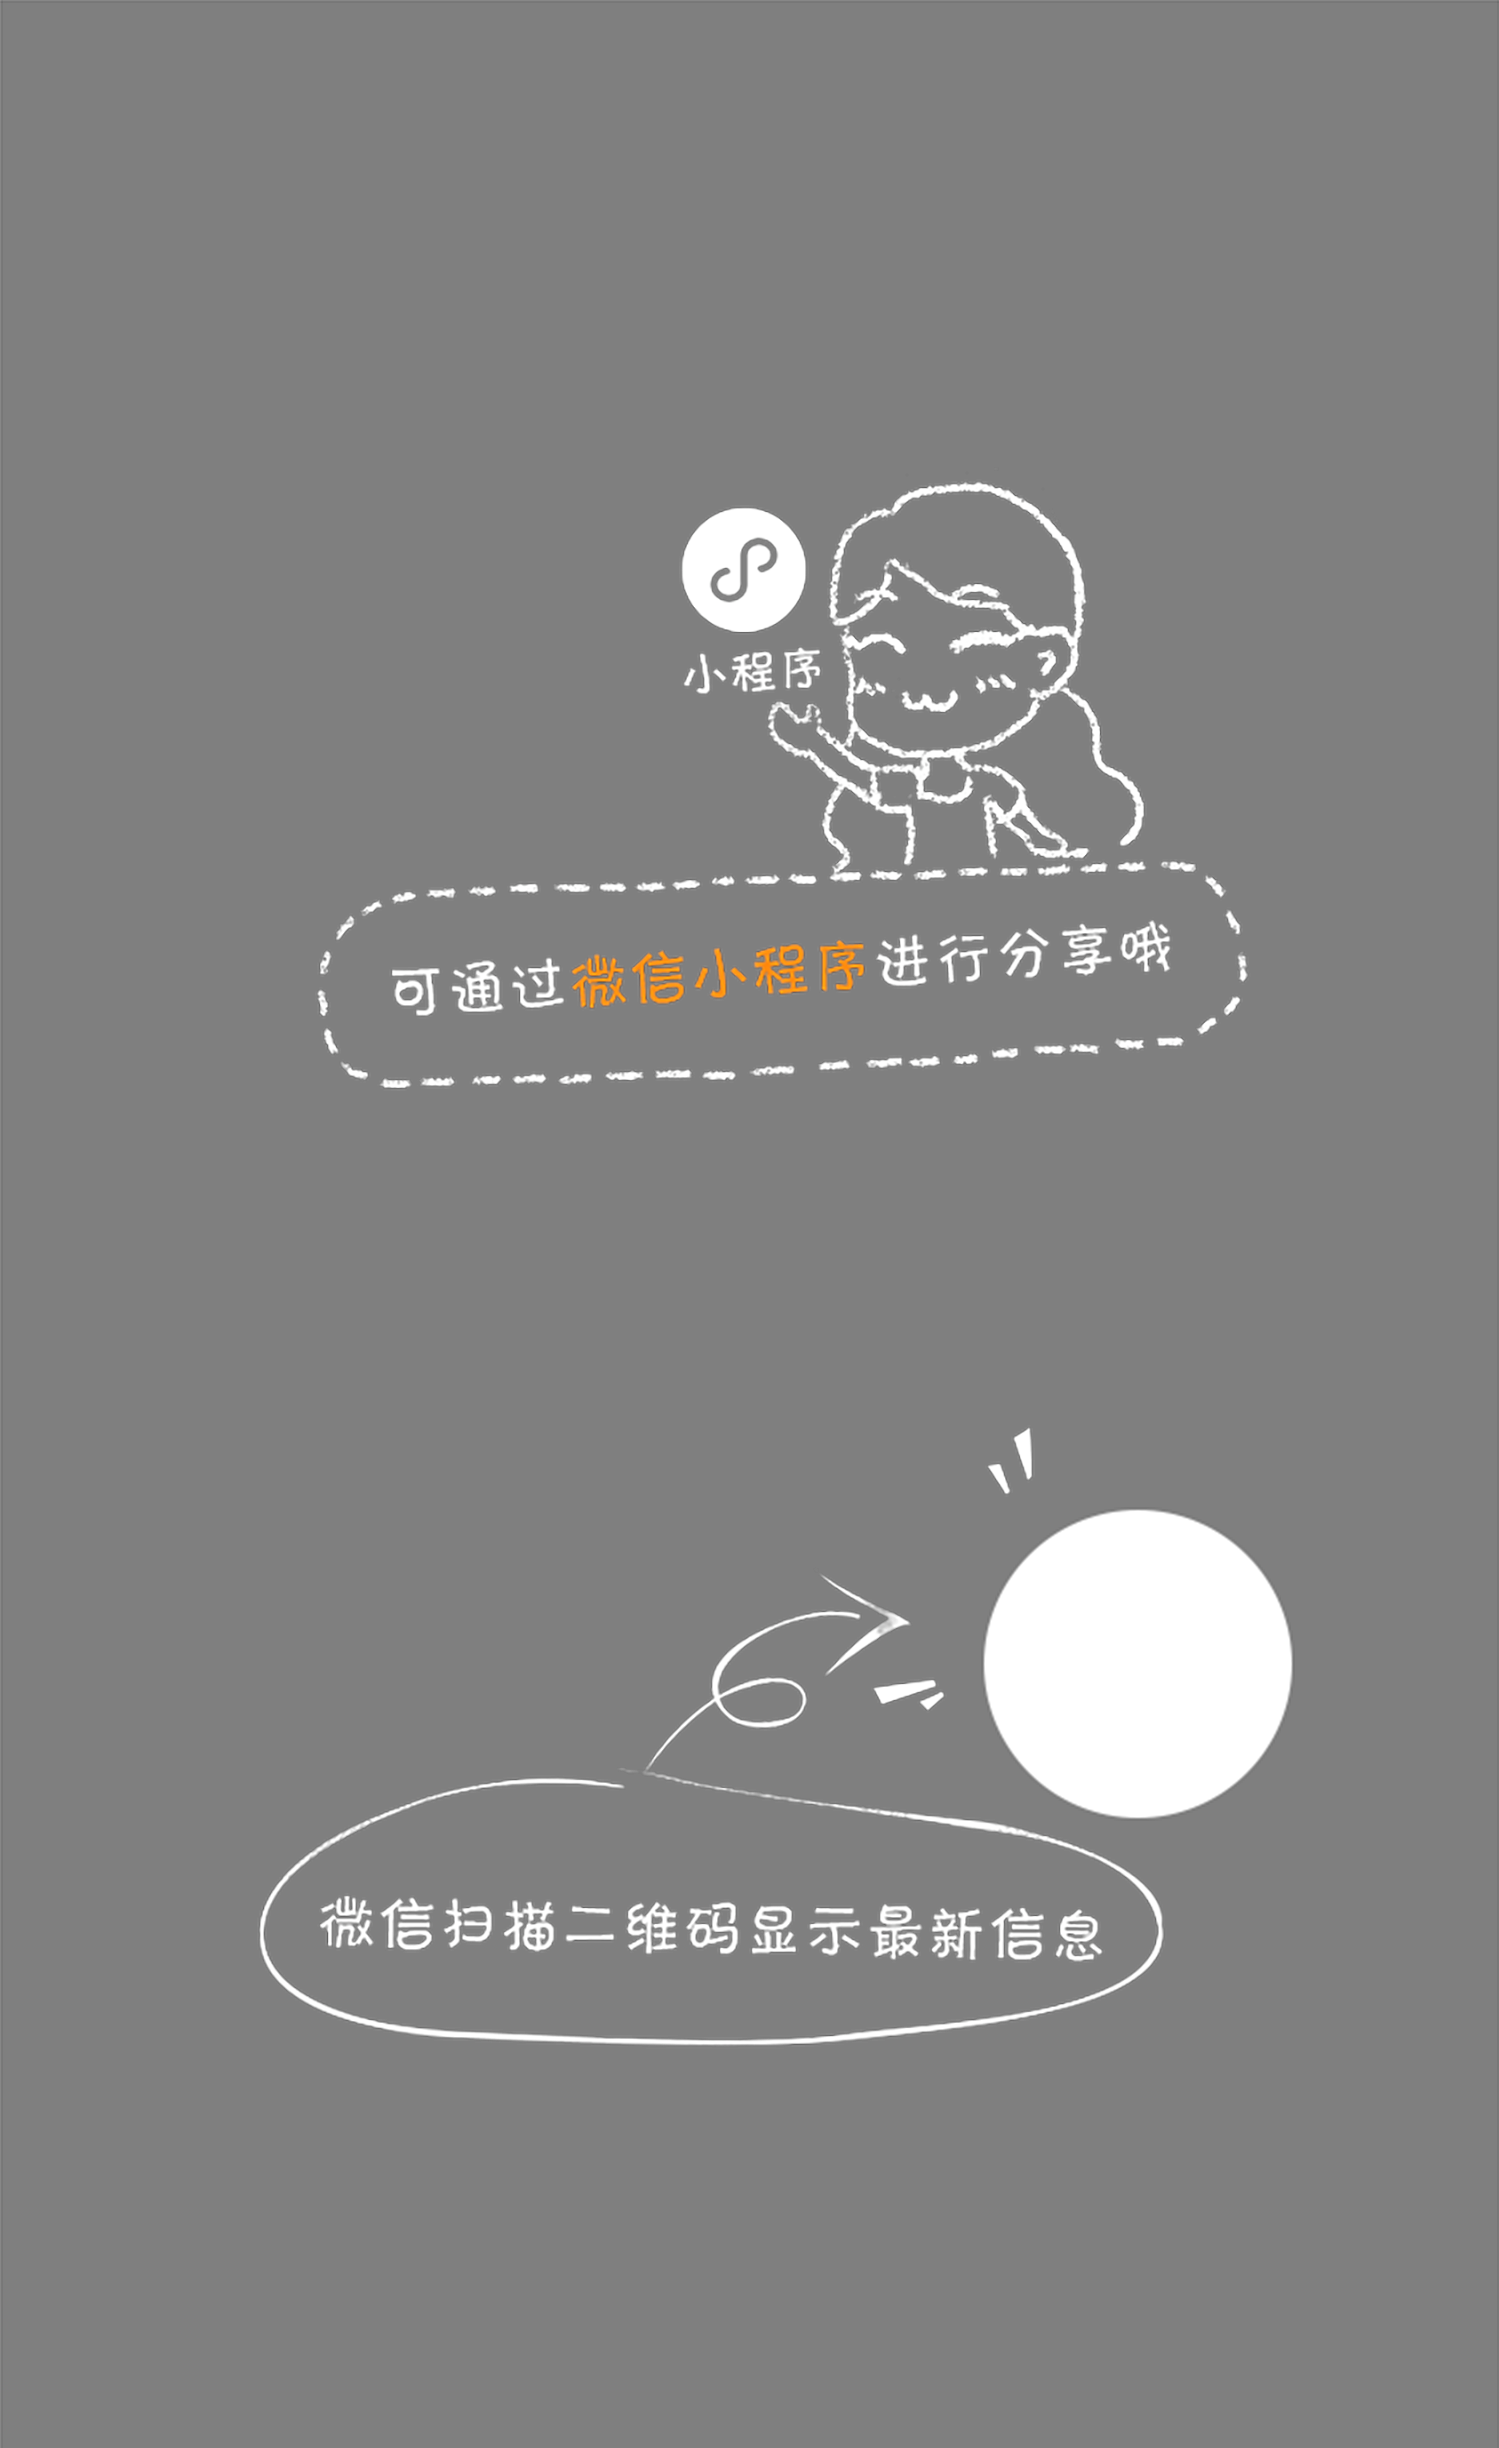 小程序
可通过微信小程序进行分享哦
微信扫描二维码显示最新信息